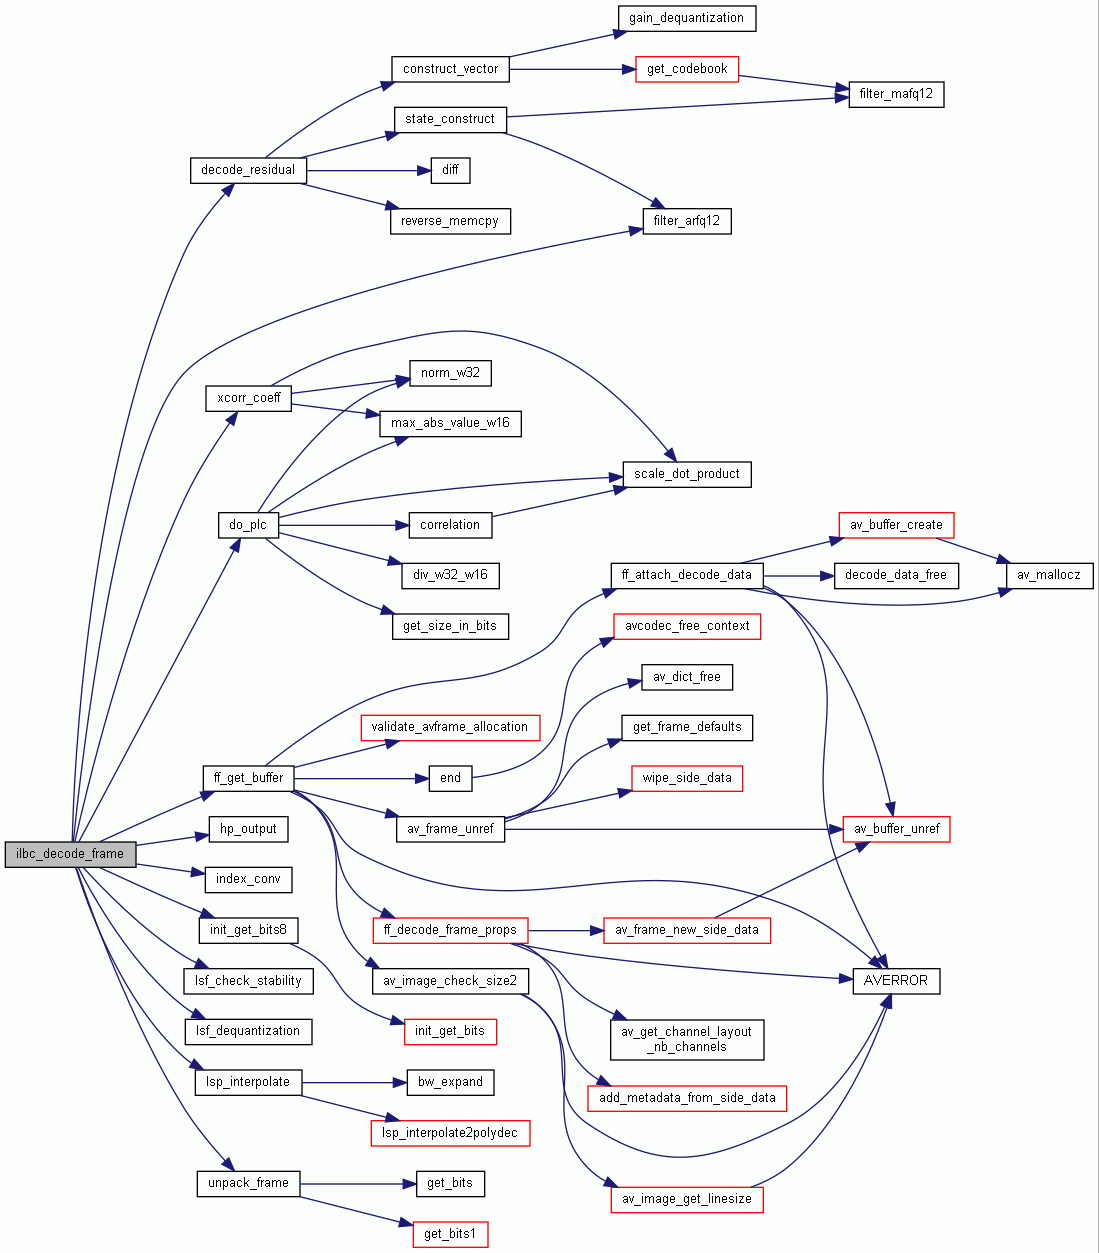 gain_dequantization
construct_vector
get_codebook
filter_mafq12
state_construct
decode_residual
diff
reverse_memcpy
filter_arfq12
norm_w32
xcorr_coeff
max_abs_value_w16
scale_dot_product
do_plc
correlation
av_buffer_create
ff_attach_decode_data
decode_data_free
av_mallocz
div_w32_w16
get_size_in_bits
avcodec_free_context
av_dict_free
validate_avframe_allocation
get_frame_defaults
ff_get_buffer
end
wipe_side_data
hp_output
av_frame_unref
av_buffer_unref
ilbc_decode_frame
index_conv
init_get_bits8
ff_decode_frame_props
av_frame_new_side_data
lsf_check_stability
av_image_check_size2
AVERROR
lsf_dequantization
init_get_bits
av_get_channel_layout
_nb_channels
lsp_interpolate
bw_expand
add_metadata_from_side_data
lsp_interpolate2polydec
unpack_frame
get_bits
av_image_get_linesize
get_bits1